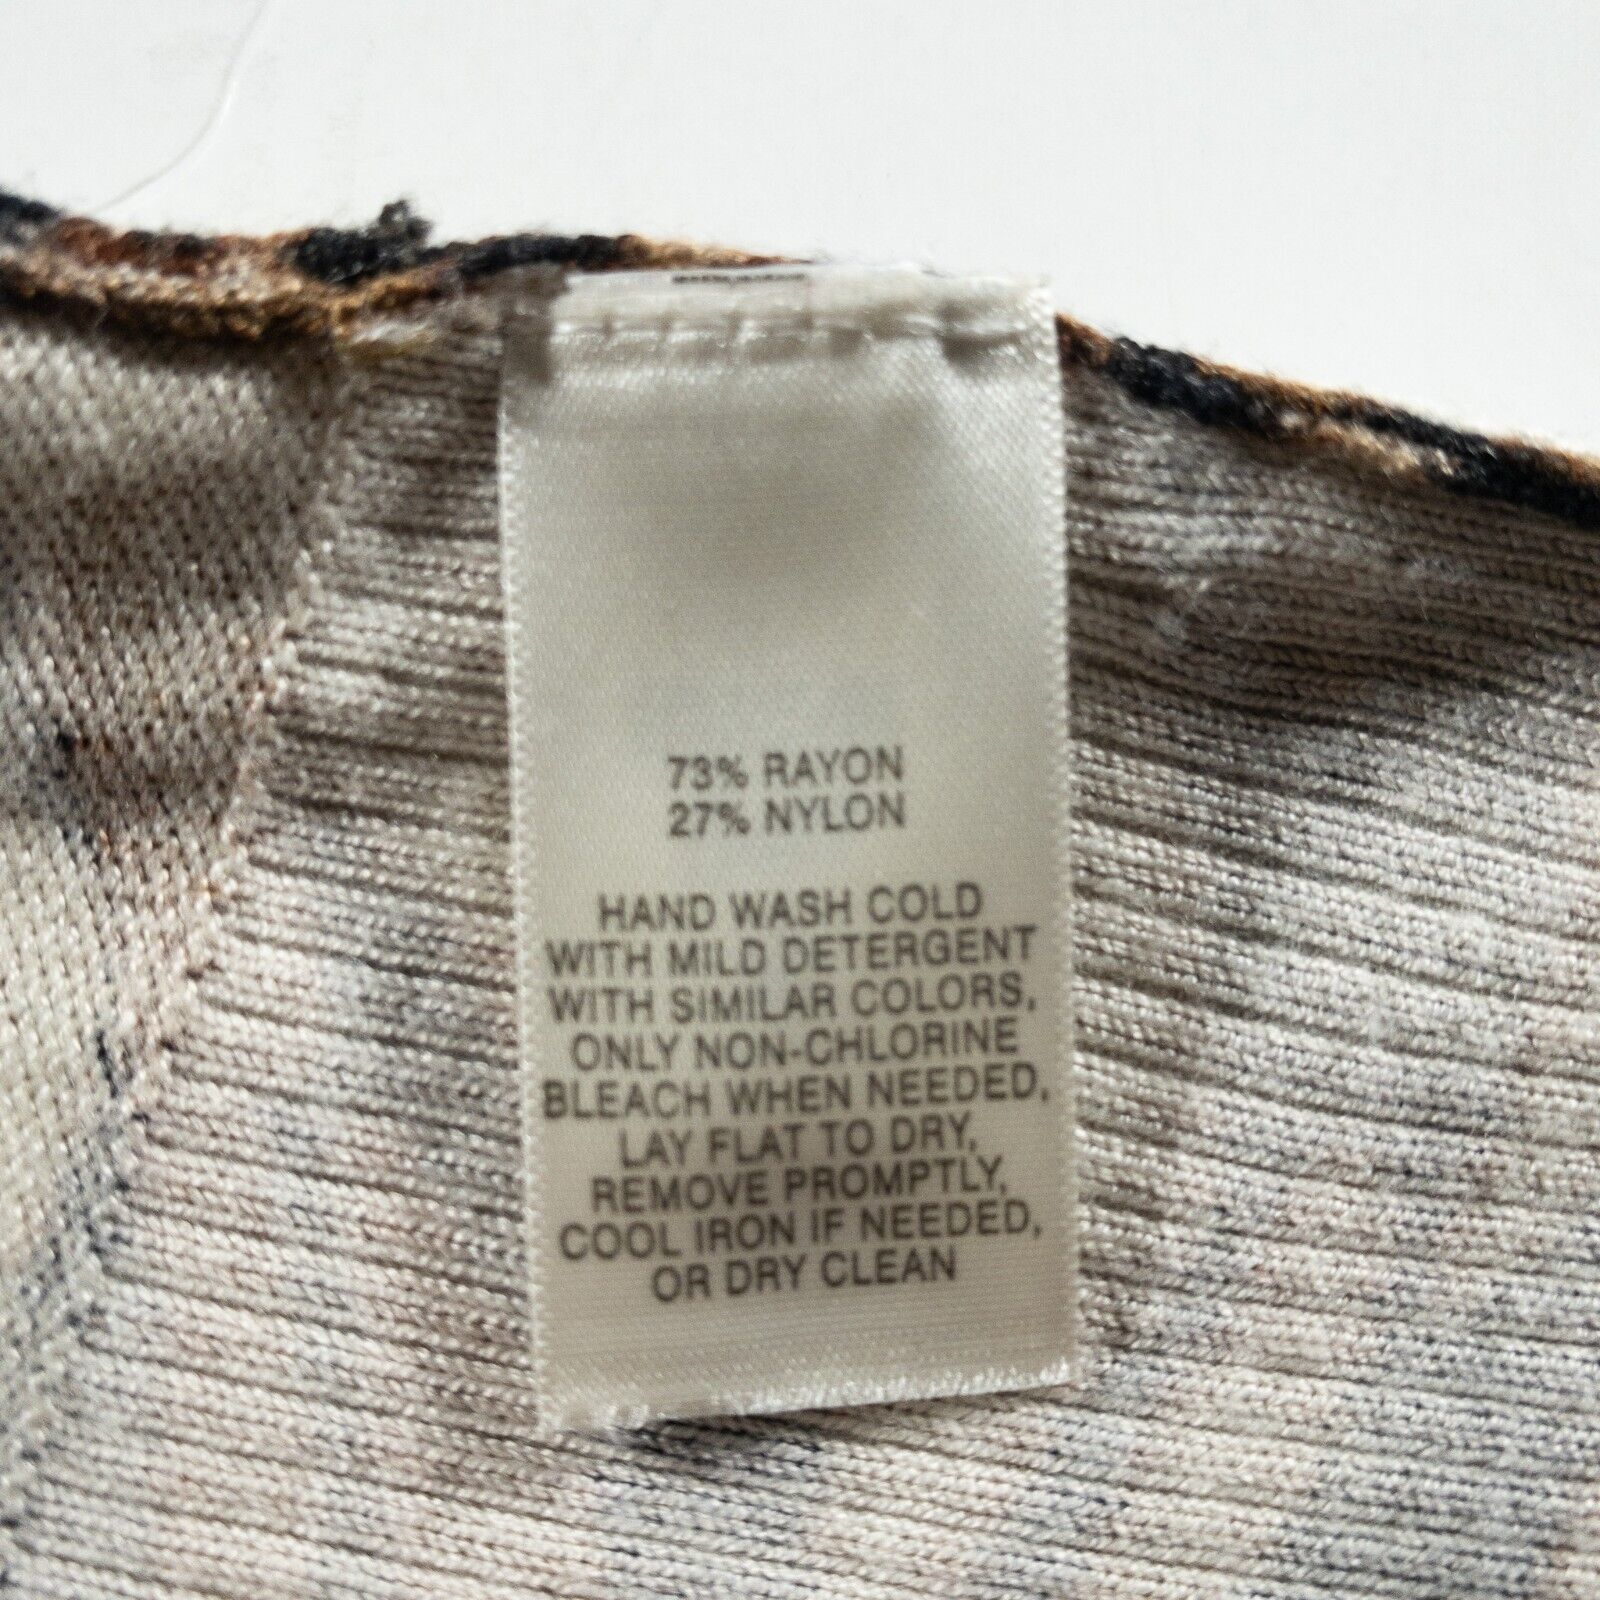 73% RAYON
27% NYLON
HAND WASH COLD
WITH MILD DETERGENT
WITH SIMILAR COLORS,
ONLY NON-CHLORINE
BLEACH WHEN NEEDED,
LAY FLAT TO DRY,
REMOVE PROMPTLY,
COOL IRON IF NEEDED,
OR DRY CLEAN